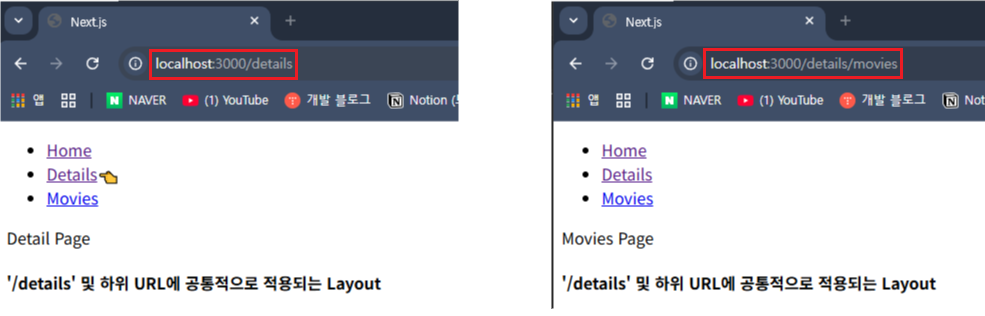 Next.js
localhost:3000/details
앱 NAVER (1) YouTube 개발 블로그 Notion
Home
Details
Movies
Detail Page
'/details' 및 하위 URL에 공통적으로 적용되는 Layout
Next.js
localhost:3000/details/movies
앱 NAVER (1) YouTube 개발 블로그 Not
Home
Details
Movies
Movies Page
'/details' 및 하위 URL에 공통적으로 적용되는 Layout